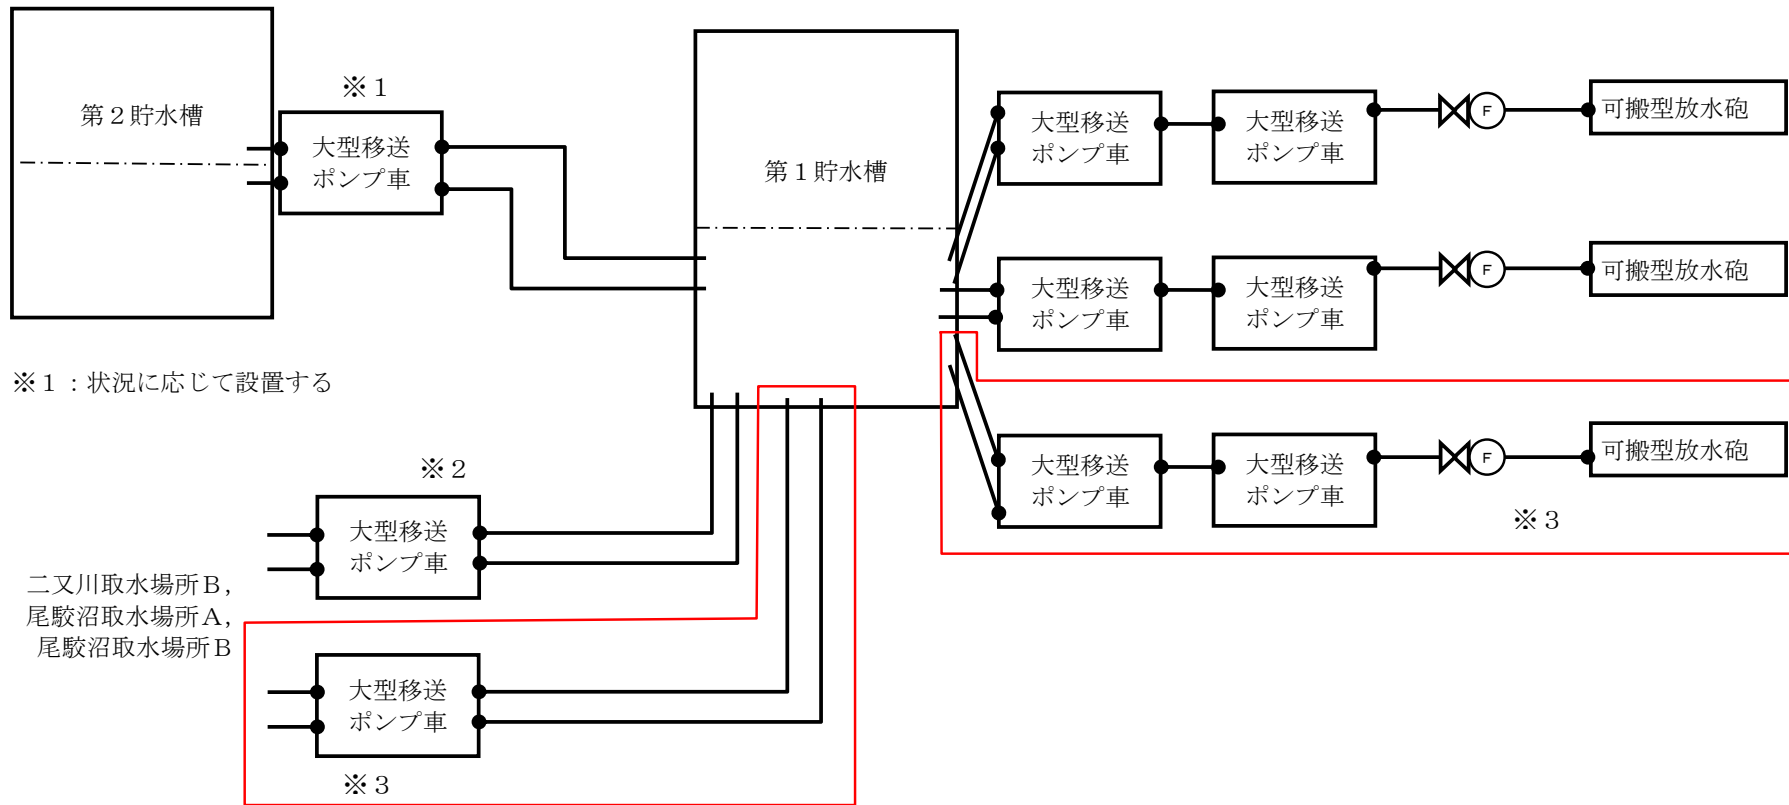 第２貯水槽
※１
大型移送
ポンプ車
第１貯水槽
大型移送
ポンプ車
大型移送
ポンプ車
F
可搬型放水砲
大型移送
ポンプ車
大型移送
ポンプ車
F
可搬型放水砲
※１：状況に応じて設置する
大型移送
ポンプ車
大型移送
ポンプ車
F
可搬型放水砲
※３
※２
大型移送
ポンプ車
二又川取水場所Ｂ，
尾駮沼取水場所Ａ，
尾駮沼取水場所Ｂ
大型移送
ポンプ車
※３